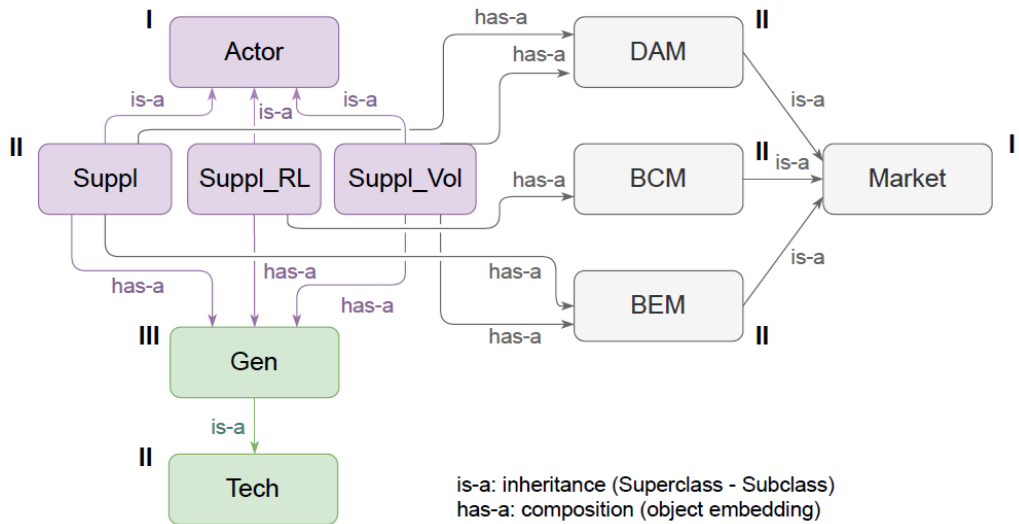 I
Actor
has-a
DAM
II
has-a
is-a
is-a
is-a
is-a
II
Suppl
Suppl_RL
Suppl_Vol
has-a
BCM
II
is-a
Market
I
has-a
has-a
has-a
has-a
is-a
BEM
has-a
II
III
Gen
is-a
II
Tech
is-a: inheritance (Superclass - Subclass)
has-a: composition (object embedding)